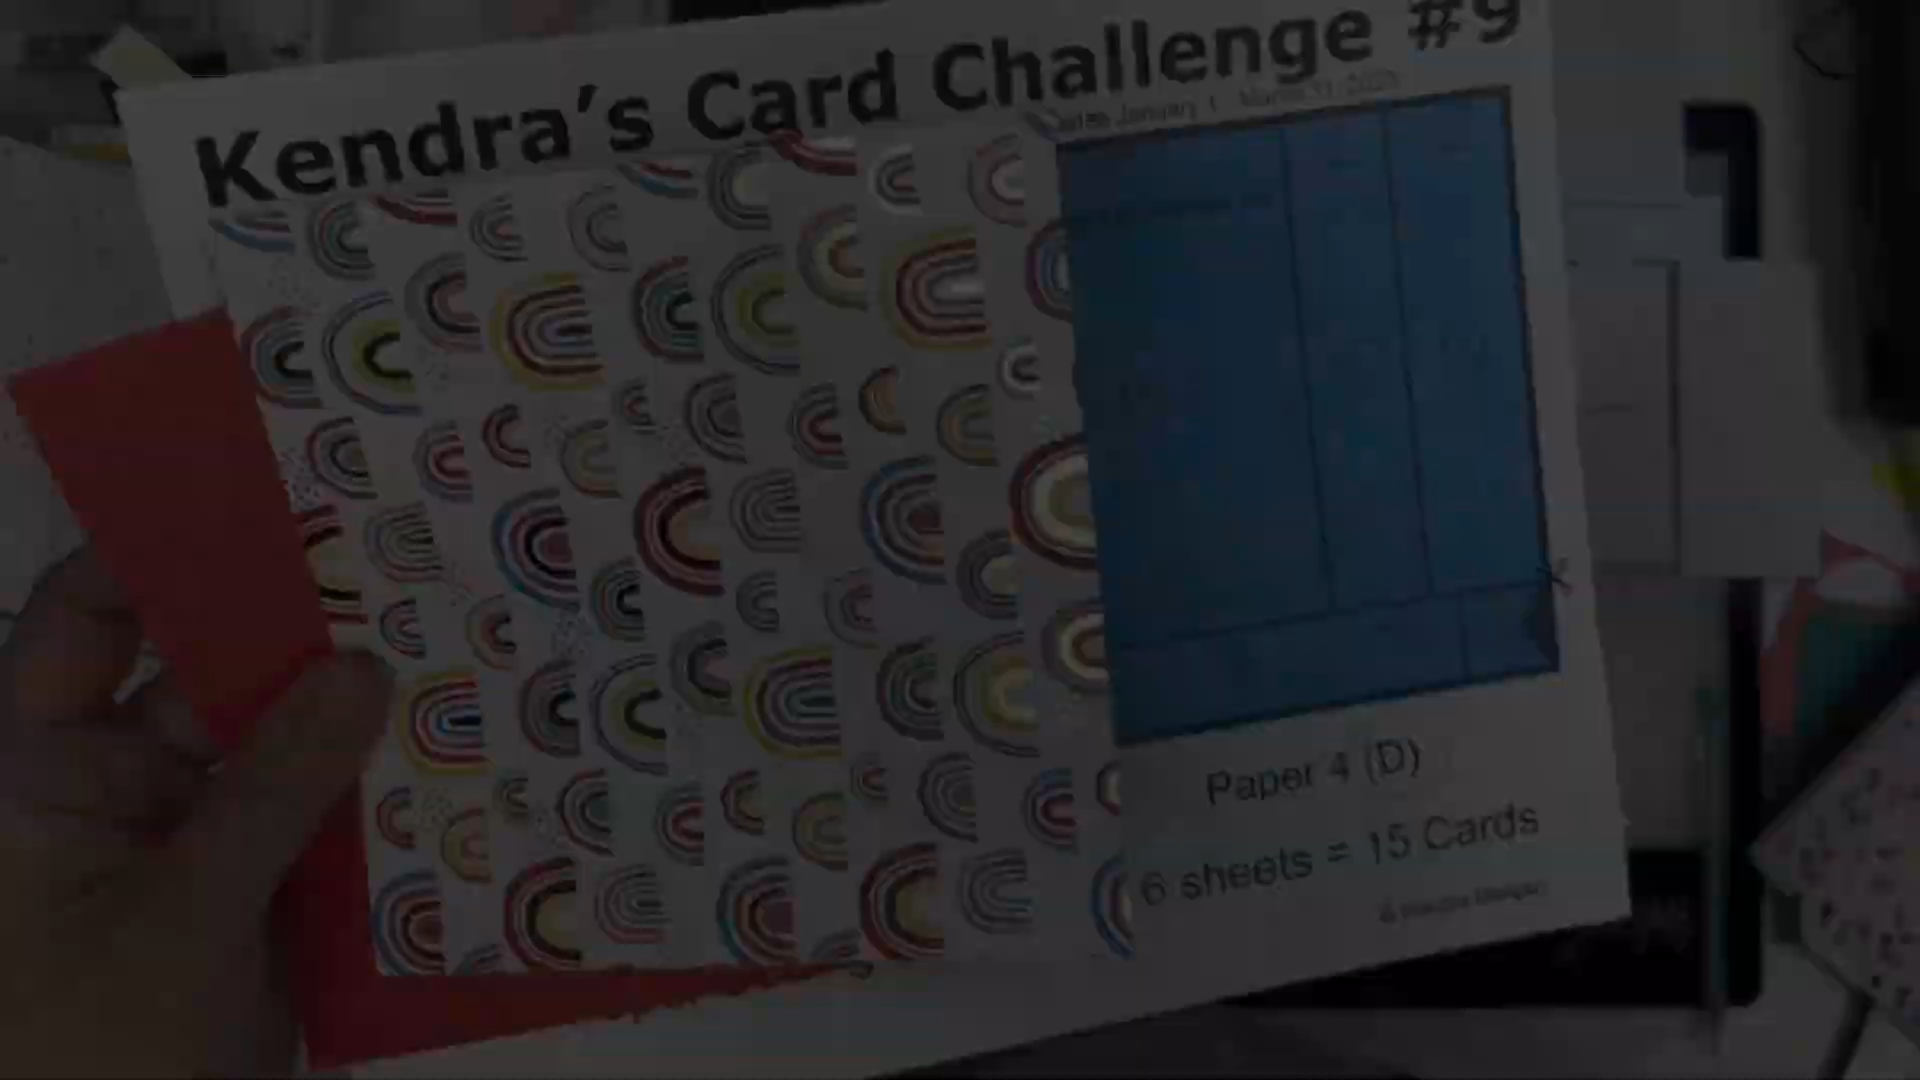 Kendra's Card Challenge #9
Paper 4 (D)
6 sheets = 15 Cards